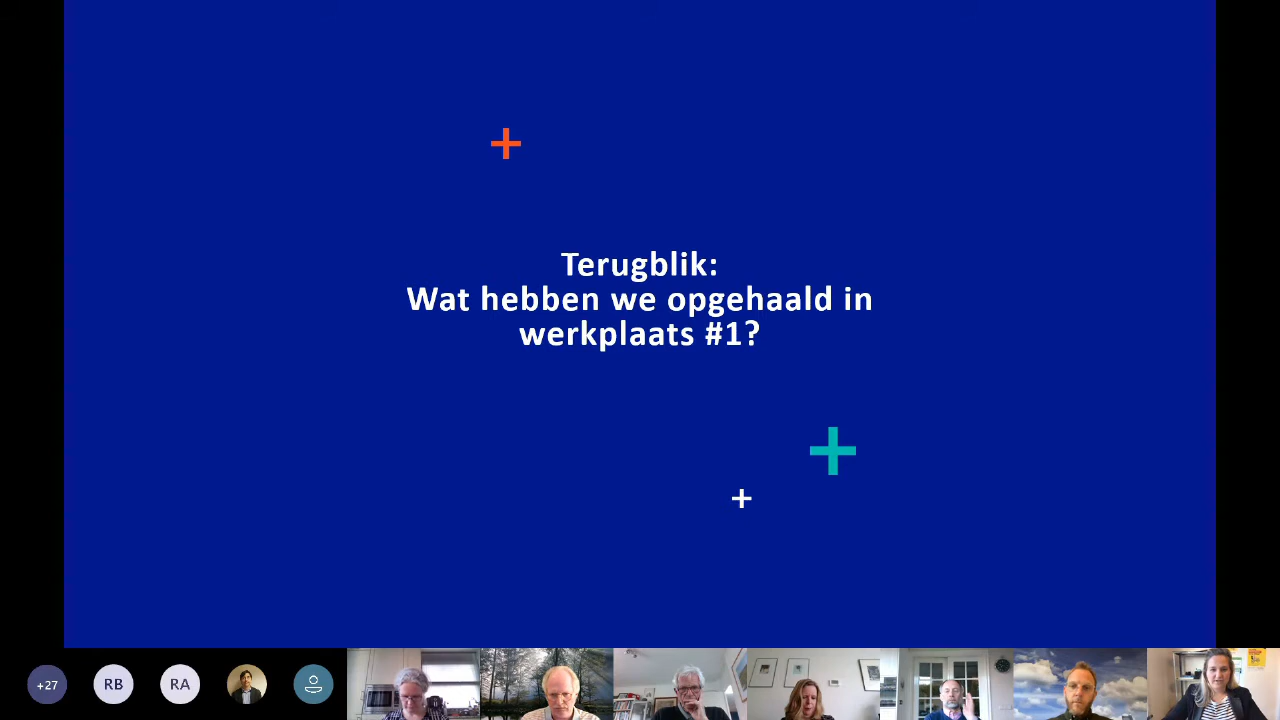 Terugblik:
Wat hebben we opgehaald in
werkplaats #1?
+27
RB
RA